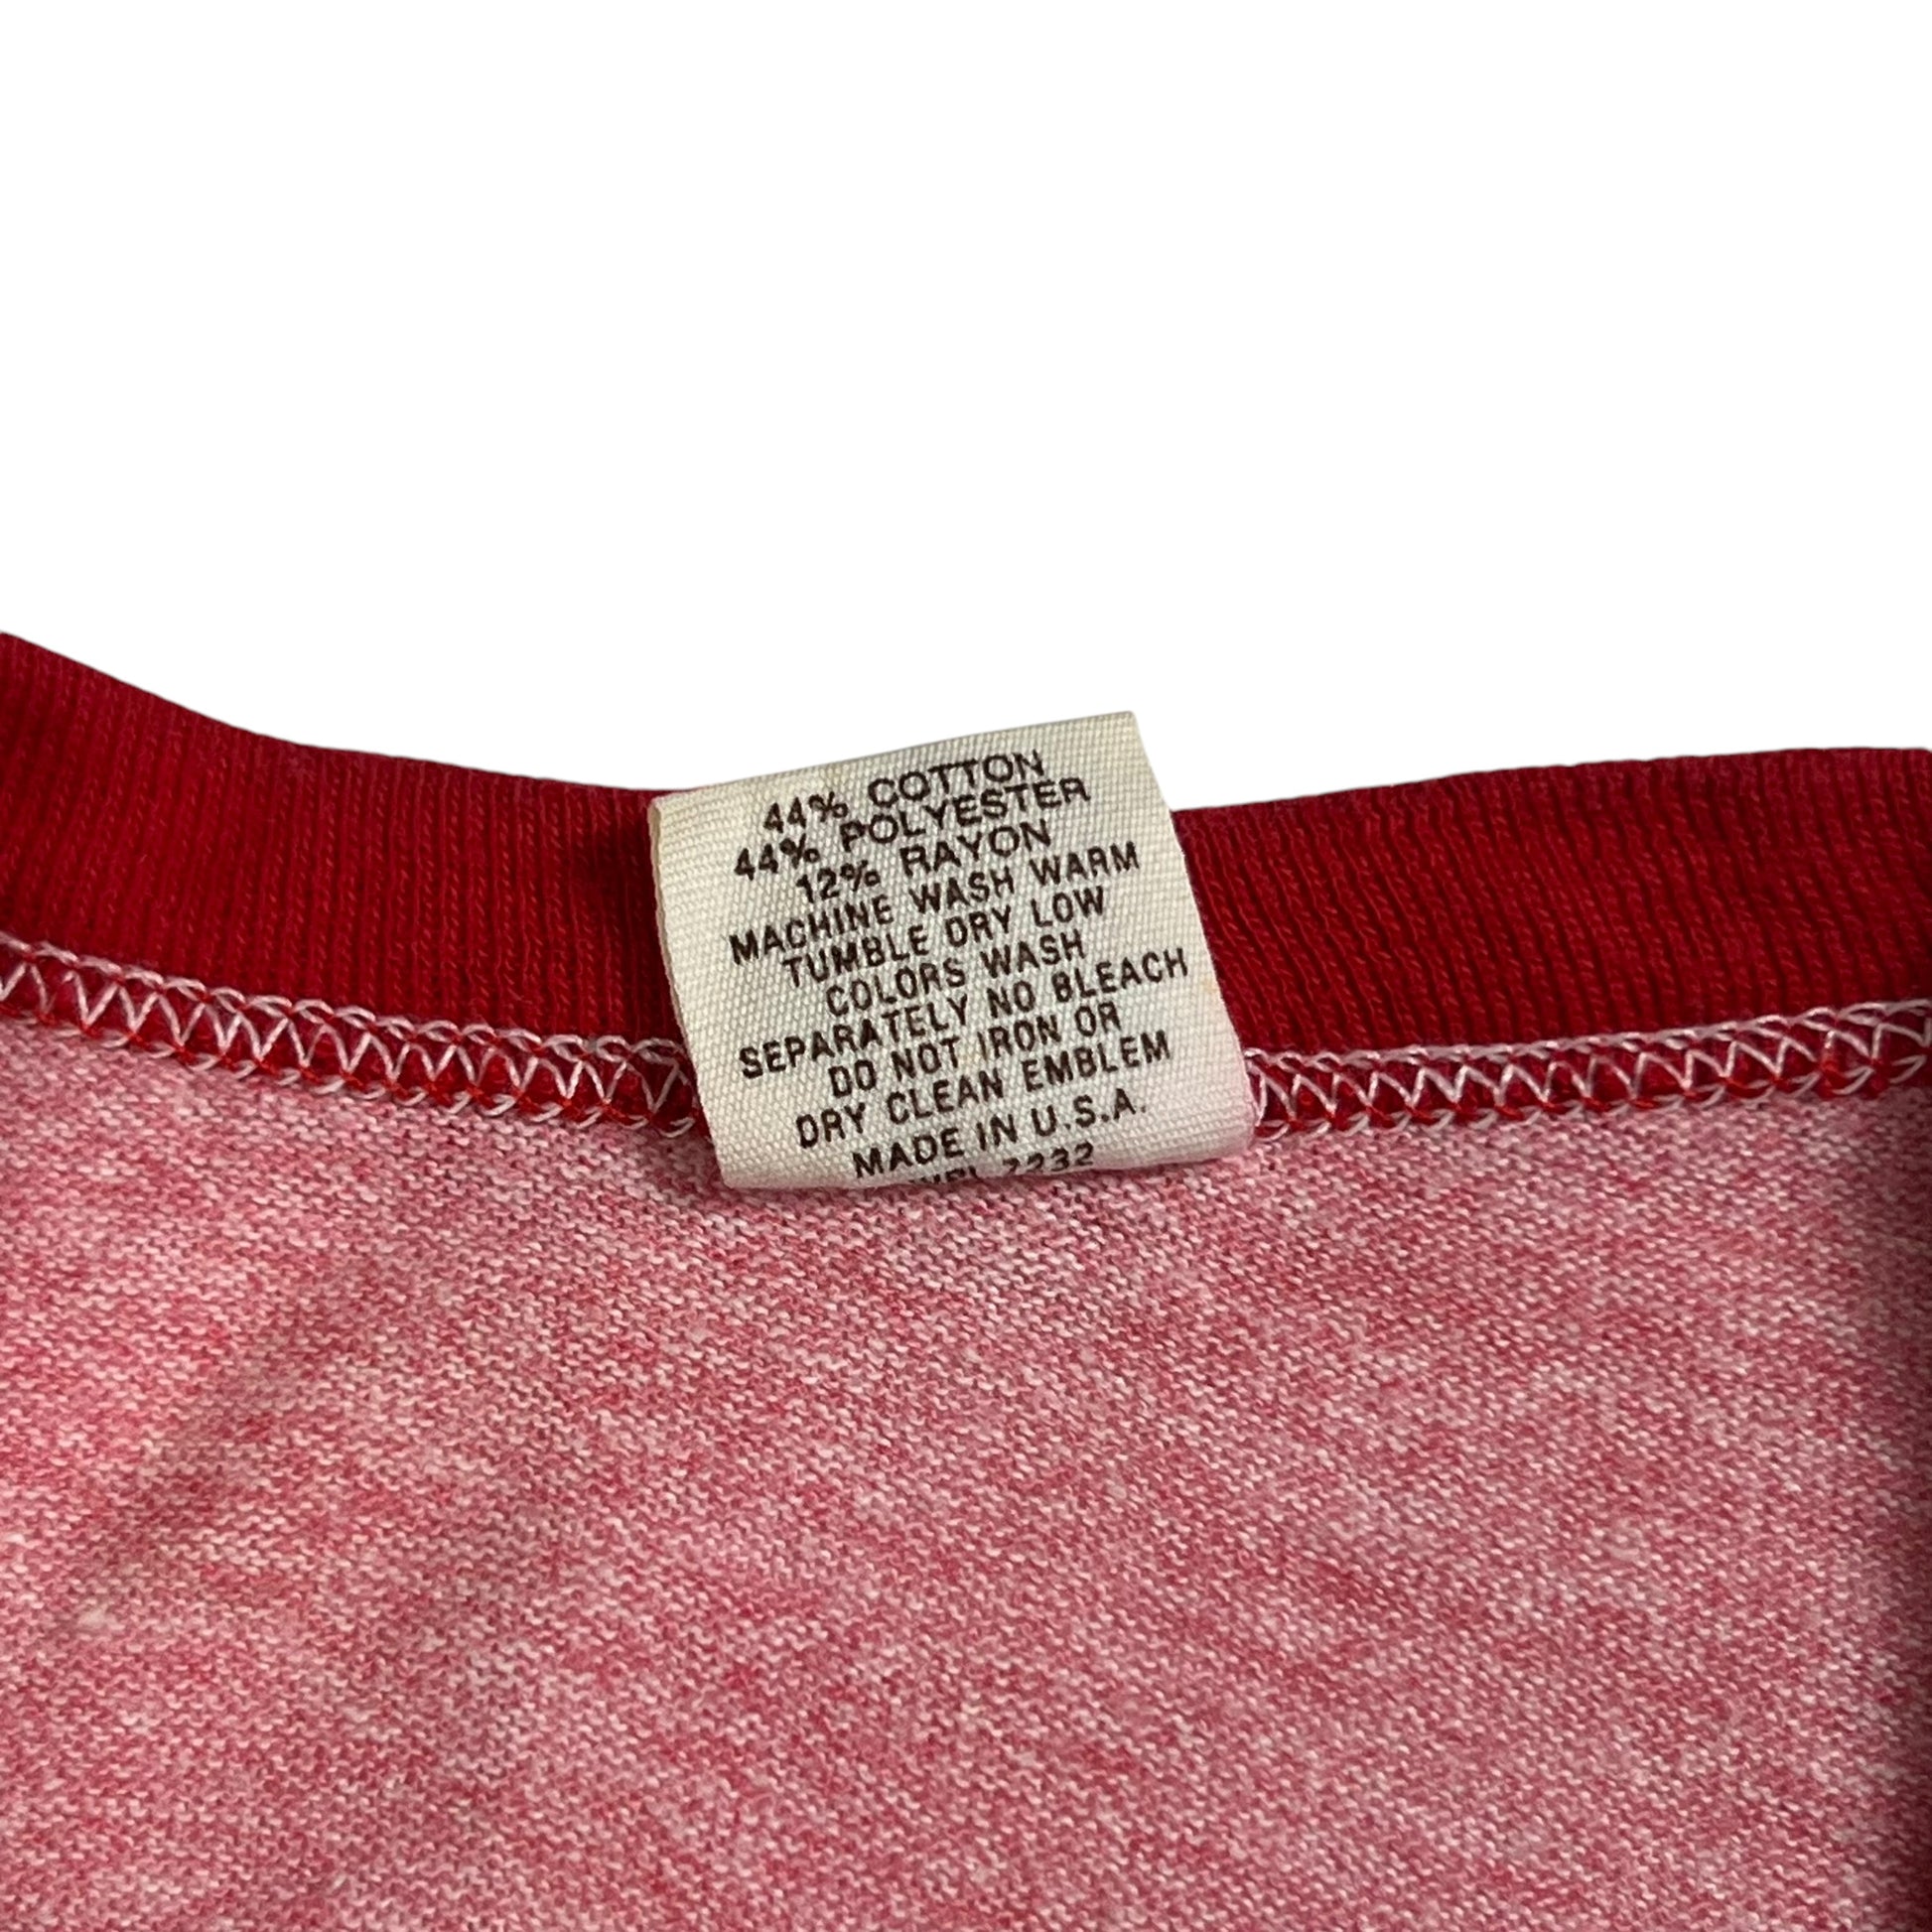 44% COTTON
44% POLYESTER
12% RAYON
MACHINE WASH WARM
TUMBLE DRY LOW
COLORS WASH
SEPARATELY NO BLEACH
DO NOT IRON OR
DRY CLEAN EMBLEM
MADE IN U.S.A.
7232